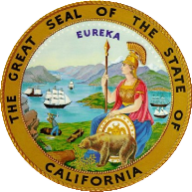 THE GREAT SEAL OF THE STATE OF
CALIFORNIA
EUREKA